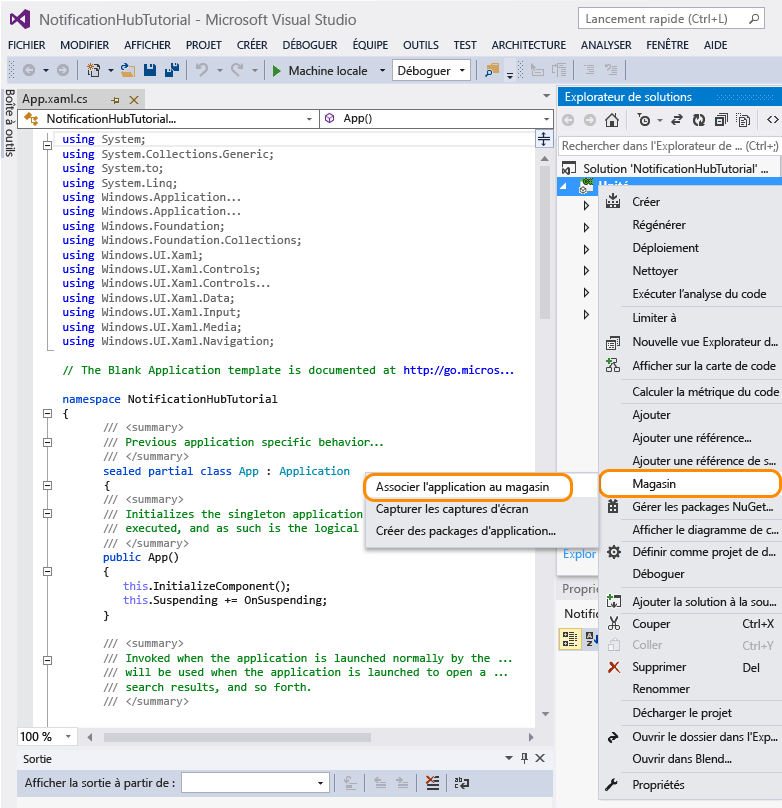 NotificationHubTutorial - Microsoft Visual Studio
Lancement rapide (Ctrl+L)
FICHIER MODIFIER AFFICHER PROJET CRÉER DÉBOGUER ÉQUIPE OUTILS TEST ARCHITECTURE ANALYSER FENÊTRE AIDE
Machine locale
Déboguer
Boîte à outils
App.xaml.cs
NotificationHubTutorial...
App()
using System;
using System.Collections.Generic;
using System.to;
using System.Linq;
using Windows.Application...
using Windows.Application...
using Windows.Foundation;
using Windows.Foundation.Collections;
using Windows.UI.Xaml;
using Windows.UI.Xaml.Controls;
using Windows.UI.Xaml.Controls...
using Windows.UI.Xaml.Data;
using Windows.UI.Xaml.Input;
using Windows.UI.Xaml.Media;
using Windows.UI.Xaml.Navigation;
// The Blank Application template is documented at http://go.micros...
namespace NotificationHubTutorial
{
/// <summary>
/// Previous application specific behavior...
/// </summary>
sealed partial class App : Application
{
/// <summary>
/// Initializes the singleton application
/// executed, and as such is the logical
/// </summary>
public App()
{
this.InitializeComponent();
this.Suspending += OnSuspending;
}
/// <summary>
/// Invoked when the application is launched normally by the ...
/// will be used when the application is launched to open a ...
/// search results, and so forth.
/// </summary>
100 %
Sortie
Afficher la sortie à partir de :
Explorateur de solutions
Rechercher dans l'Explorateur de ... (Ctrl+;)
Solution 'NotificationHubTutorial' ...
Unité
Créer
Régénérer
Déploiement
Nettoyer
Exécuter l'analyse du code
Limiter à
Nouvelle vue Explorateur d...
Afficher sur la carte de code
Calculer la métrique du code
Ajouter
Ajouter une référence...
Ajouter une référence de s...
Magasin
Gérer les packages NuGet...
Afficher le diagramme de c...
Définir comme projet de d...
Déboguer
Ajouter la solution à la sou...
Couper Ctrl+X
Coller Ctrl+Y
Supprimer Del
Renommer
Décharger le projet
Ouvrir le dossier dans l'Exp...
Ouvrir dans Blend...
Propriétés
Associer l'application au magasin
Capturer les captures d'écran
Créer des packages d'application...
Explor
Proprié
Notific